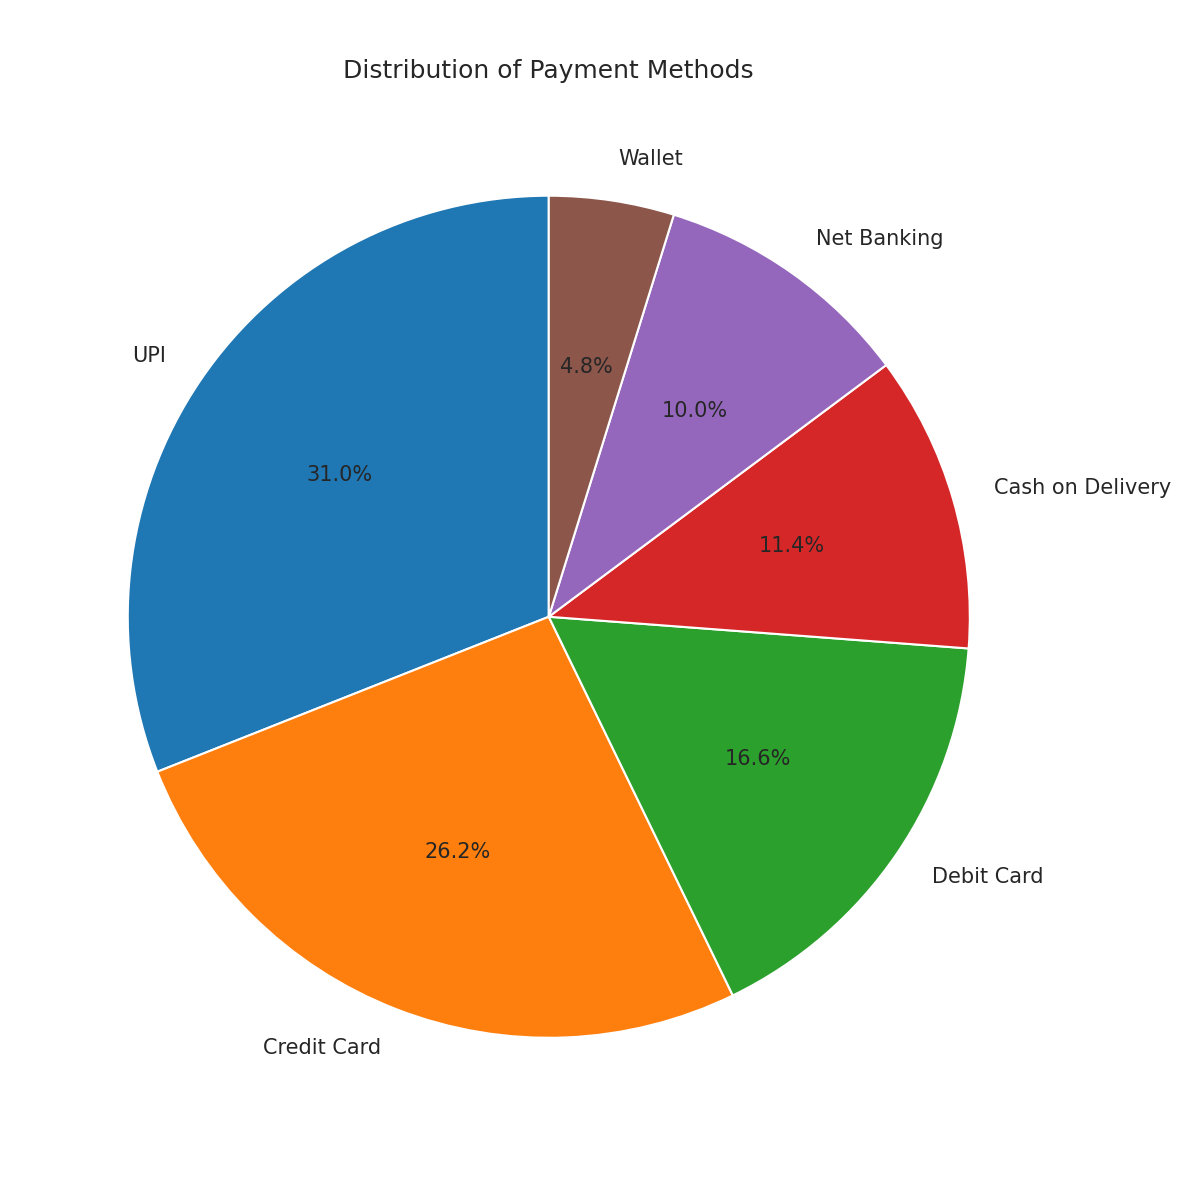 Distribution of Payment Methods
Wallet
Net Banking
UPI
4.8%
10.0%
31.0%
Cash on Delivery
11.4%
16.6%
26.2%
Debit Card
Credit Card